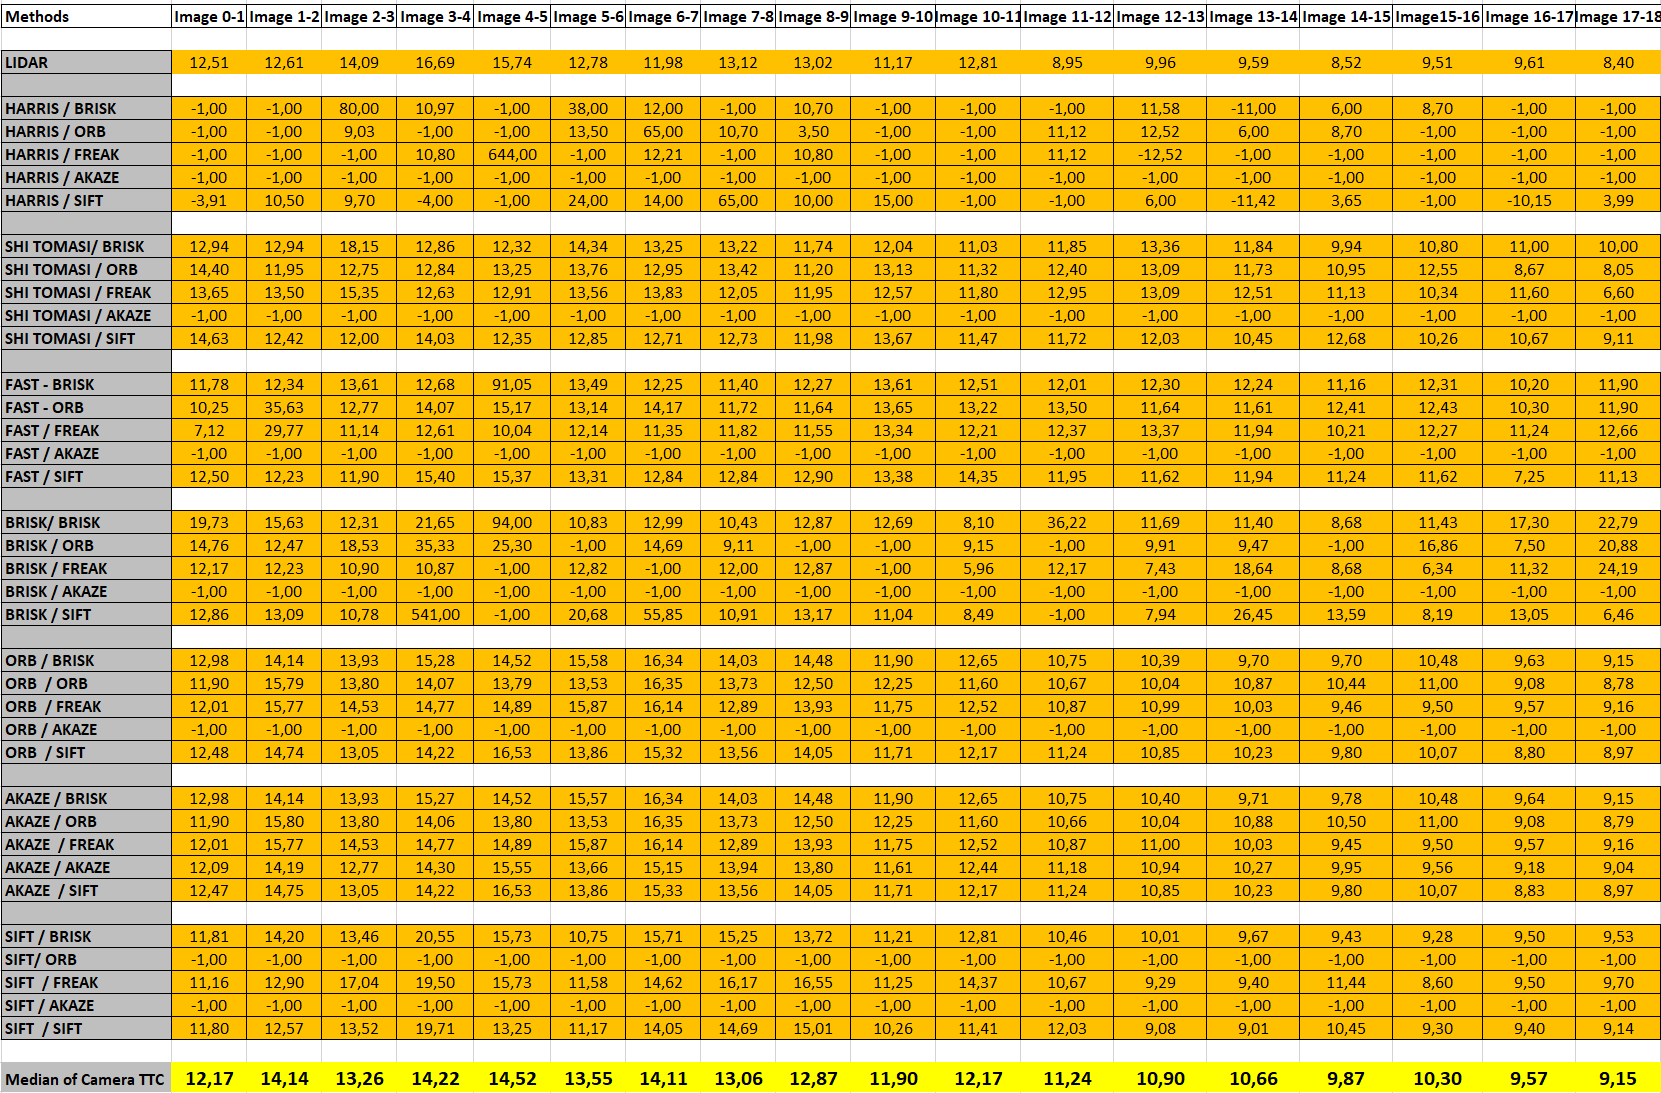 Methods Image 0-1 Image 1-2 Image 2-3 Image 3-4 Image 4-5 Image 5-6 Image 6-7 Image 7-8 Image 8-9 Image 9-10 Image 10-11 Image 11-12 Image 12-13 Image 13-14 Image 14-15 Image15-16 Image 16-17 Image 17-18
LIDAR 12,51 12,61 14,09 16,69 15,74 12,78 11,98 13,12 13,02 11,17 12,81 8,95 9,96 9,59 8,52 9,51 9,61 8,40
HARRIS / BRISK -1,00 -1,00 80,00 10,97 -1,00 38,00 12,00 -1,00 10,70 -1,00 -1,00 -1,00 11,58 -11,00 6,00 8,70 -1,00 -1,00
HARRIS / ORB -1,00 -1,00 9,03 -1,00 -1,00 13,50 65,00 10,70 3,50 -1,00 -1,00 11,12 12,52 6,00 8,70 -1,00 -1,00 -1,00
HARRIS / FREAK -1,00 -1,00 -1,00 10,80 644,00 -1,00 12,21 -1,00 10,80 -1,00 -1,00 11,12 -12,52 -1,00 -1,00 -1,00 -1,00 -1,00
HARRIS / AKAZE -1,00 -1,00 -1,00 -1,00 -1,00 -1,00 -1,00 -1,00 -1,00 -1,00 -1,00 -1,00 -1,00 -1,00 -1,00 -1,00 -1,00 -1,00
HARRIS / SIFT -3,91 10,50 9,70 -4,00 -1,00 24,00 14,00 65,00 10,00 15,00 -1,00 -1,00 6,00 -11,42 3,65 -1,00 -10,15 3,99
SHI TOMASI/ BRISK 12,94 12,94 18,15 12,86 12,32 14,34 13,25 13,22 11,74 12,04 11,03 11,85 13,36 11,84 9,94 10,80 11,00 10,00
SHI TOMASI / ORB 14,40 11,95 12,75 12,84 13,25 13,76 12,95 13,42 11,20 13,13 11,32 12,40 13,09 11,73 10,95 12,55 8,67 8,05
SHI TOMASI / FREAK 13,65 13,50 15,35 12,63 12,91 13,56 13,83 12,05 11,95 12,57 11,80 12,95 13,09 12,51 11,13 10,34 11,60 6,60
SHI TOMASI / AKAZE -1,00 -1,00 -1,00 -1,00 -1,00 -1,00 -1,00 -1,00 -1,00 -1,00 -1,00 -1,00 -1,00 -1,00 -1,00 -1,00 -1,00 -1,00
SHI TOMASI / SIFT 14,63 12,42 12,00 14,03 12,35 12,85 12,71 12,73 11,98 13,67 11,47 11,72 12,03 10,45 12,68 10,26 10,67 9,11
FAST - BRISK 11,78 12,34 13,61 12,68 91,05 13,49 12,25 11,40 12,27 13,61 12,51 12,01 12,30 12,24 11,16 12,31 10,20 11,90
FAST - ORB 10,25 35,63 12,77 14,07 15,17 13,14 14,17 11,72 11,64 13,65 13,22 13,50 11,64 11,61 12,41 12,43 10,30 11,90
FAST / FREAK 7,12 29,77 11,14 12,61 10,04 12,14 11,35 11,82 11,55 13,34 12,21 12,37 13,37 11,94 10,21 12,27 11,24 12,66
FAST / AKAZE -1,00 -1,00 -1,00 -1,00 -1,00 -1,00 -1,00 -1,00 -1,00 -1,00 -1,00 -1,00 -1,00 -1,00 -1,00 -1,00 -1,00 -1,00
FAST / SIFT 12,50 12,23 11,90 15,40 15,37 13,31 12,84 12,84 12,90 13,38 14,35 11,95 11,62 11,94 11,24 11,62 7,25 11,13
BRISK/ BRISK 19,73 15,63 12,31 21,65 94,00 10,83 12,99 10,43 12,87 12,69 8,10 36,22 11,69 11,40 8,68 11,43 17,30 22,79
BRISK / ORB 14,76 12,47 18,53 35,33 25,30 -1,00 14,69 9,11 -1,00 -1,00 9,15 -1,00 9,91 9,47 -1,00 16,86 7,50 20,88
BRISK / FREAK 12,17 12,23 10,90 10,87 -1,00 12,82 -1,00 12,00 12,87 -1,00 5,96 12,17 7,43 18,64 8,68 6,34 11,32 24,19
BRISK / AKAZE -1,00 -1,00 -1,00 -1,00 -1,00 -1,00 -1,00 -1,00 -1,00 -1,00 -1,00 -1,00 -1,00 -1,00 -1,00 -1,00 -1,00 -1,00
BRISK / SIFT 12,86 13,09 10,78 541,00 -1,00 20,68 55,85 10,91 13,17 11,04 8,49 -1,00 7,94 26,45 13,59 8,19 13,05 6,46
ORB / BRISK 12,98 14,14 13,93 15,28 14,52 15,58 16,34 14,03 14,48 11,90 12,65 10,75 10,39 9,70 9,70 10,48 9,63 9,15
ORB / ORB 11,90 15,79 13,80 14,07 13,79 13,53 16,35 13,73 12,50 12,25 11,60 10,67 10,04 10,87 10,44 11,00 9,08 8,78
ORB / FREAK 12,01 15,77 14,53 14,77 14,89 15,87 16,14 12,89 13,93 11,75 12,52 10,87 10,99 10,03 9,46 9,50 9,57 9,16
ORB / AKAZE -1,00 -1,00 -1,00 -1,00 -1,00 -1,00 -1,00 -1,00 -1,00 -1,00 -1,00 -1,00 -1,00 -1,00 -1,00 -1,00 -1,00 -1,00
ORB / SIFT 12,48 14,74 13,05 14,22 16,53 13,86 15,32 13,56 14,05 11,71 12,17 11,24 10,85 10,23 9,80 10,07 8,80 8,97
AKAZE / BRISK 12,98 14,14 13,93 15,27 14,52 15,57 16,34 14,03 14,48 11,90 12,65 10,75 10,40 9,71 9,78 10,48 9,64 9,15
AKAZE / ORB 11,90 15,80 13,80 14,06 13,80 13,53 16,35 13,73 12,50 12,25 11,60 10,66 10,04 10,88 10,50 11,00 9,08 8,79
AKAZE / FREAK 12,01 15,77 14,53 14,77 14,89 15,87 16,14 12,89 13,93 11,75 12,52 10,87 11,00 10,03 9,45 9,50 9,57 9,16
AKAZE / AKAZE 12,09 14,19 12,77 14,30 15,55 13,66 15,15 13,94 13,80 11,61 12,44 11,18 10,94 10,27 9,95 9,56 9,18 9,04
AKAZE / SIFT 12,47 14,75 13,05 14,22 16,53 13,86 15,33 13,56 14,05 11,71 12,17 11,24 10,85 10,23 9,80 10,07 8,83 8,97
SIFT / BRISK 11,81 14,20 13,46 20,55 15,73 10,75 15,71 15,25 13,72 11,21 12,81 10,46 10,01 9,67 9,43 9,28 9,50 9,53
SIFT/ ORB -1,00 -1,00 -1,00 -1,00 -1,00 -1,00 -1,00 -1,00 -1,00 -1,00 -1,00 -1,00 -1,00 -1,00 -1,00 -1,00 -1,00 -1,00
SIFT / FREAK 11,16 12,90 17,04 19,50 15,73 11,58 14,62 16,17 16,55 11,25 14,37 10,67 9,29 9,40 11,44 8,60 9,50 9,70
SIFT / AKAZE -1,00 -1,00 -1,00 -1,00 -1,00 -1,00 -1,00 -1,00 -1,00 -1,00 -1,00 -1,00 -1,00 -1,00 -1,00 -1,00 -1,00 -1,00
SIFT / SIFT 11,80 12,57 13,52 19,71 13,25 11,17 14,05 14,69 15,01 10,26 11,41 12,03 9,08 9,01 10,45 9,30 9,40 9,14
Median of Camera TTC 12,17 14,14 13,26 14,22 14,52 13,55 14,11 13,06 12,87 11,90 12,17 11,24 10,90 10,66 9,87 10,30 9,57 9,15